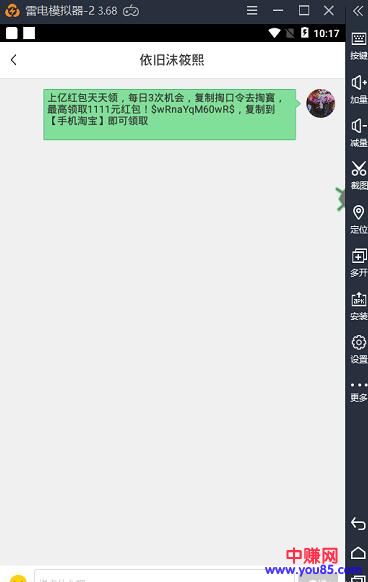 雷电模拟器-2 3.68
10:17
依旧沫筱熙
按键
上亿红包天天领，每日3次机会，复制掏口令去掏寳，
最高领取1111元红包！$wRnaYqM60wR$，复制到
【手机淘宝】即可领取
加量
减量
截图
定位
多开
安装
设置
更多
中赚网
www.you85.com